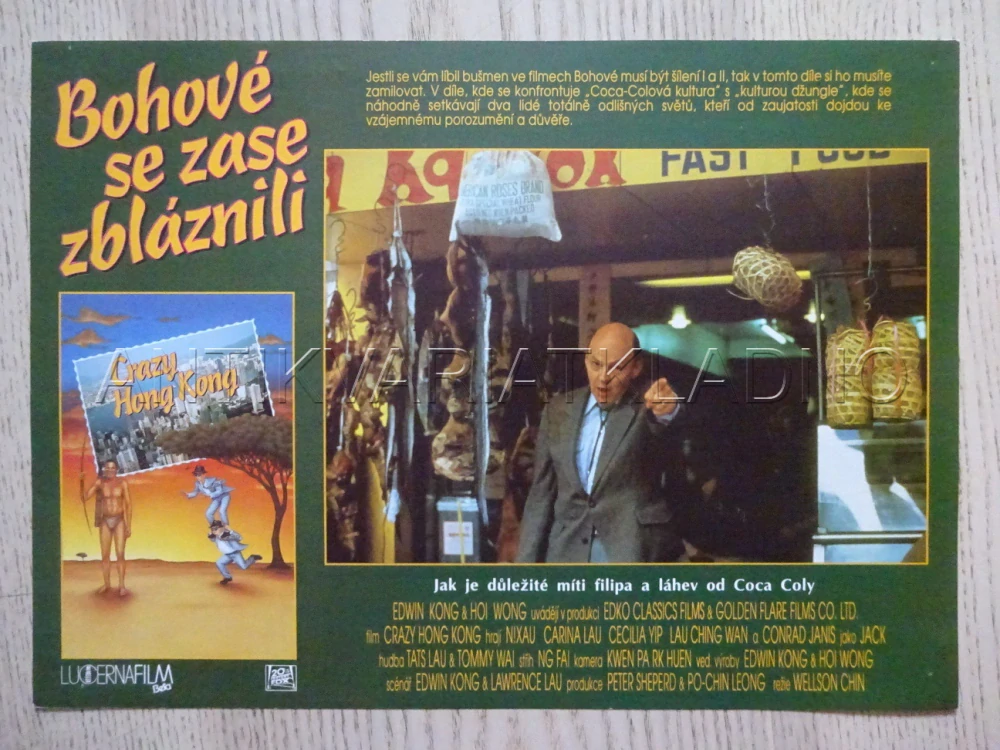 Bohové
se zase
zbláznili
Jestli se vám líbil bušmen ve filmech Bohové musí být šílení I a II, tak v tomto díle si ho musíte
zamilovat. V díle, kde se konfrontuje „Coca-Colová kultura" s „kulturou džungle", kde se
náhodně setkávají dva lidé totálně odlišných světů, kteří od zaujatosti dojdou ke
vzájemnému porozumění a důvěře.
FAST FOOD
ROSES BRAND
Crazy
Hong Kong
ANTIKVARIATKLADNO
Jak je důležité míti filipa a láhev od Coca Coly
EDWIN KONG & HOI WONG uvádějí v produkci EDKO CLASSICS FILMS & GOLDEN FLARE FILMS CO. LTD.
film CRAZY HONG KONG hrají NIXAU CARINA LAU CECILIA YIP LAU CHING WAN a CONRAD JANIS jako JACK
hudba TATS LAU & TOMMY WAI střih NG FAI kamera KWEN PA RK HUEN ved. výroby EDWIN KONG & HOI WONG
scénář EDWIN KONG & LAWRENCE LAU produkce PETER SHEPERD & PO-CHIN LEONG režie WELLSON CHIN
LUCERNAFILM
Beta